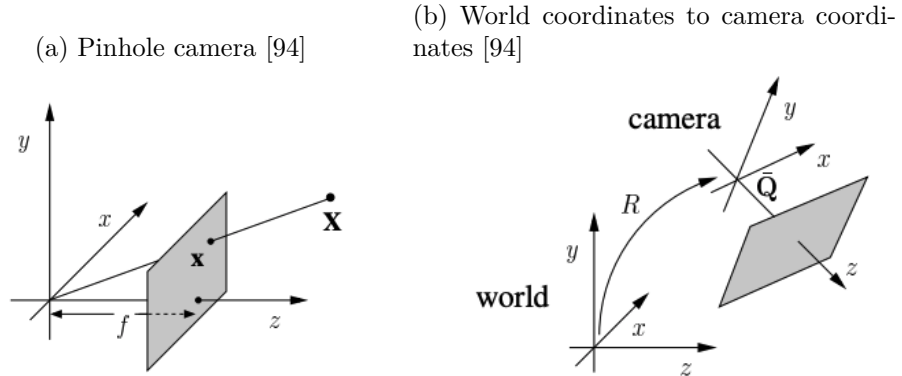 (a) Pinhole camera [94]
(b) World coordinates to camera coordi-
nates [94]
y
x
x
X
f
z
camera
y
x
Q̄
R
z
y
world
x
z